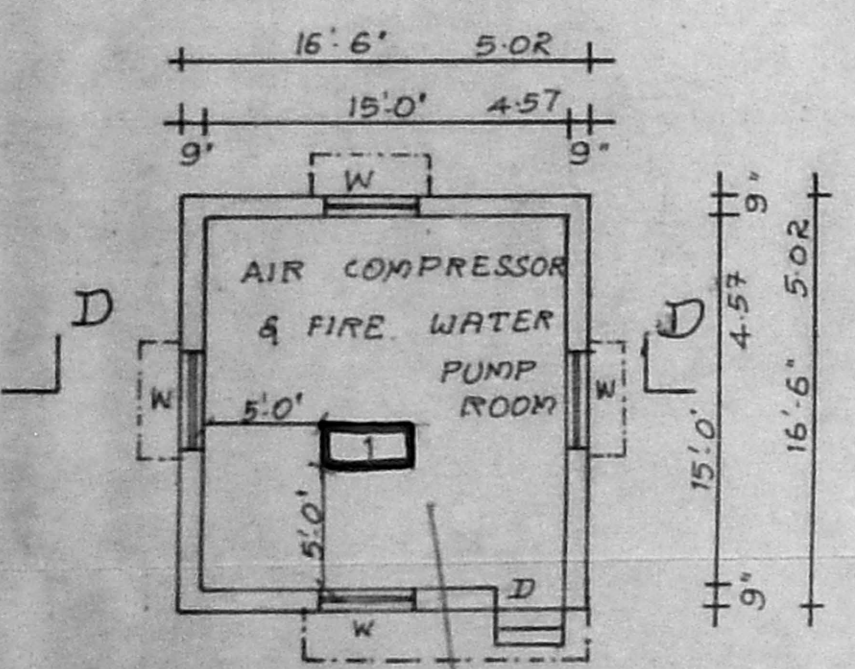 16'-6" 5.02
15'-0" 4.57
9" 9"
W
AIR COMPRESSOR
& FIRE WATER
PUMP
ROOM
D D
W W
5'-0"
1
5'-0"
D
W
9"
4.57
15'-0"
9"
5.02
16'-6"